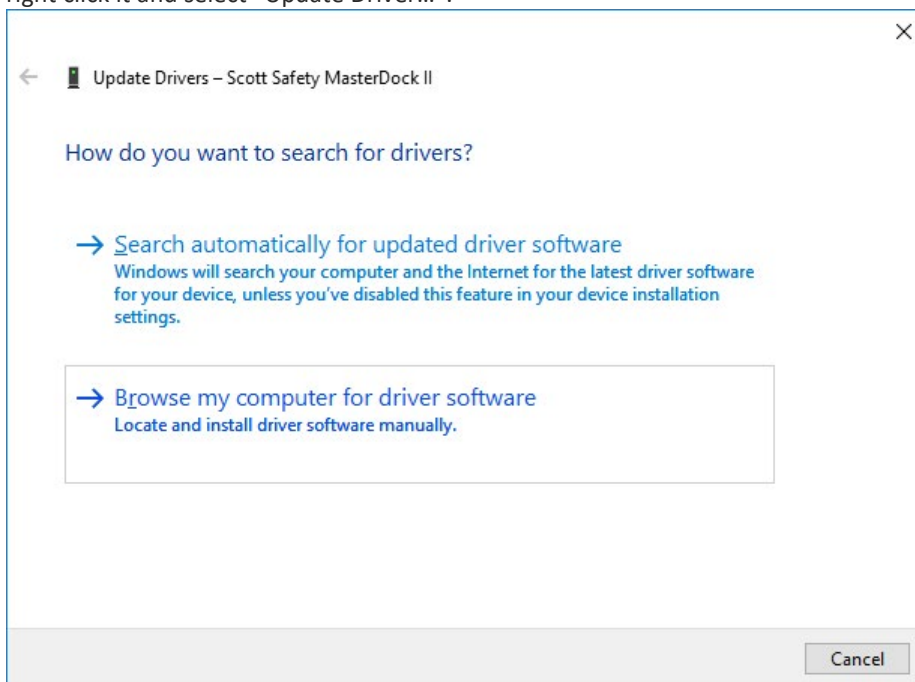 right click it and select "Update Driver...".
Update Drivers – Scott Safety MasterDock II
How do you want to search for drivers?
Search automatically for updated driver software
Windows will search your computer and the Internet for the latest driver software
for your device, unless you've disabled this feature in your device installation
settings.
Browse my computer for driver software
Locate and install driver software manually.
Cancel